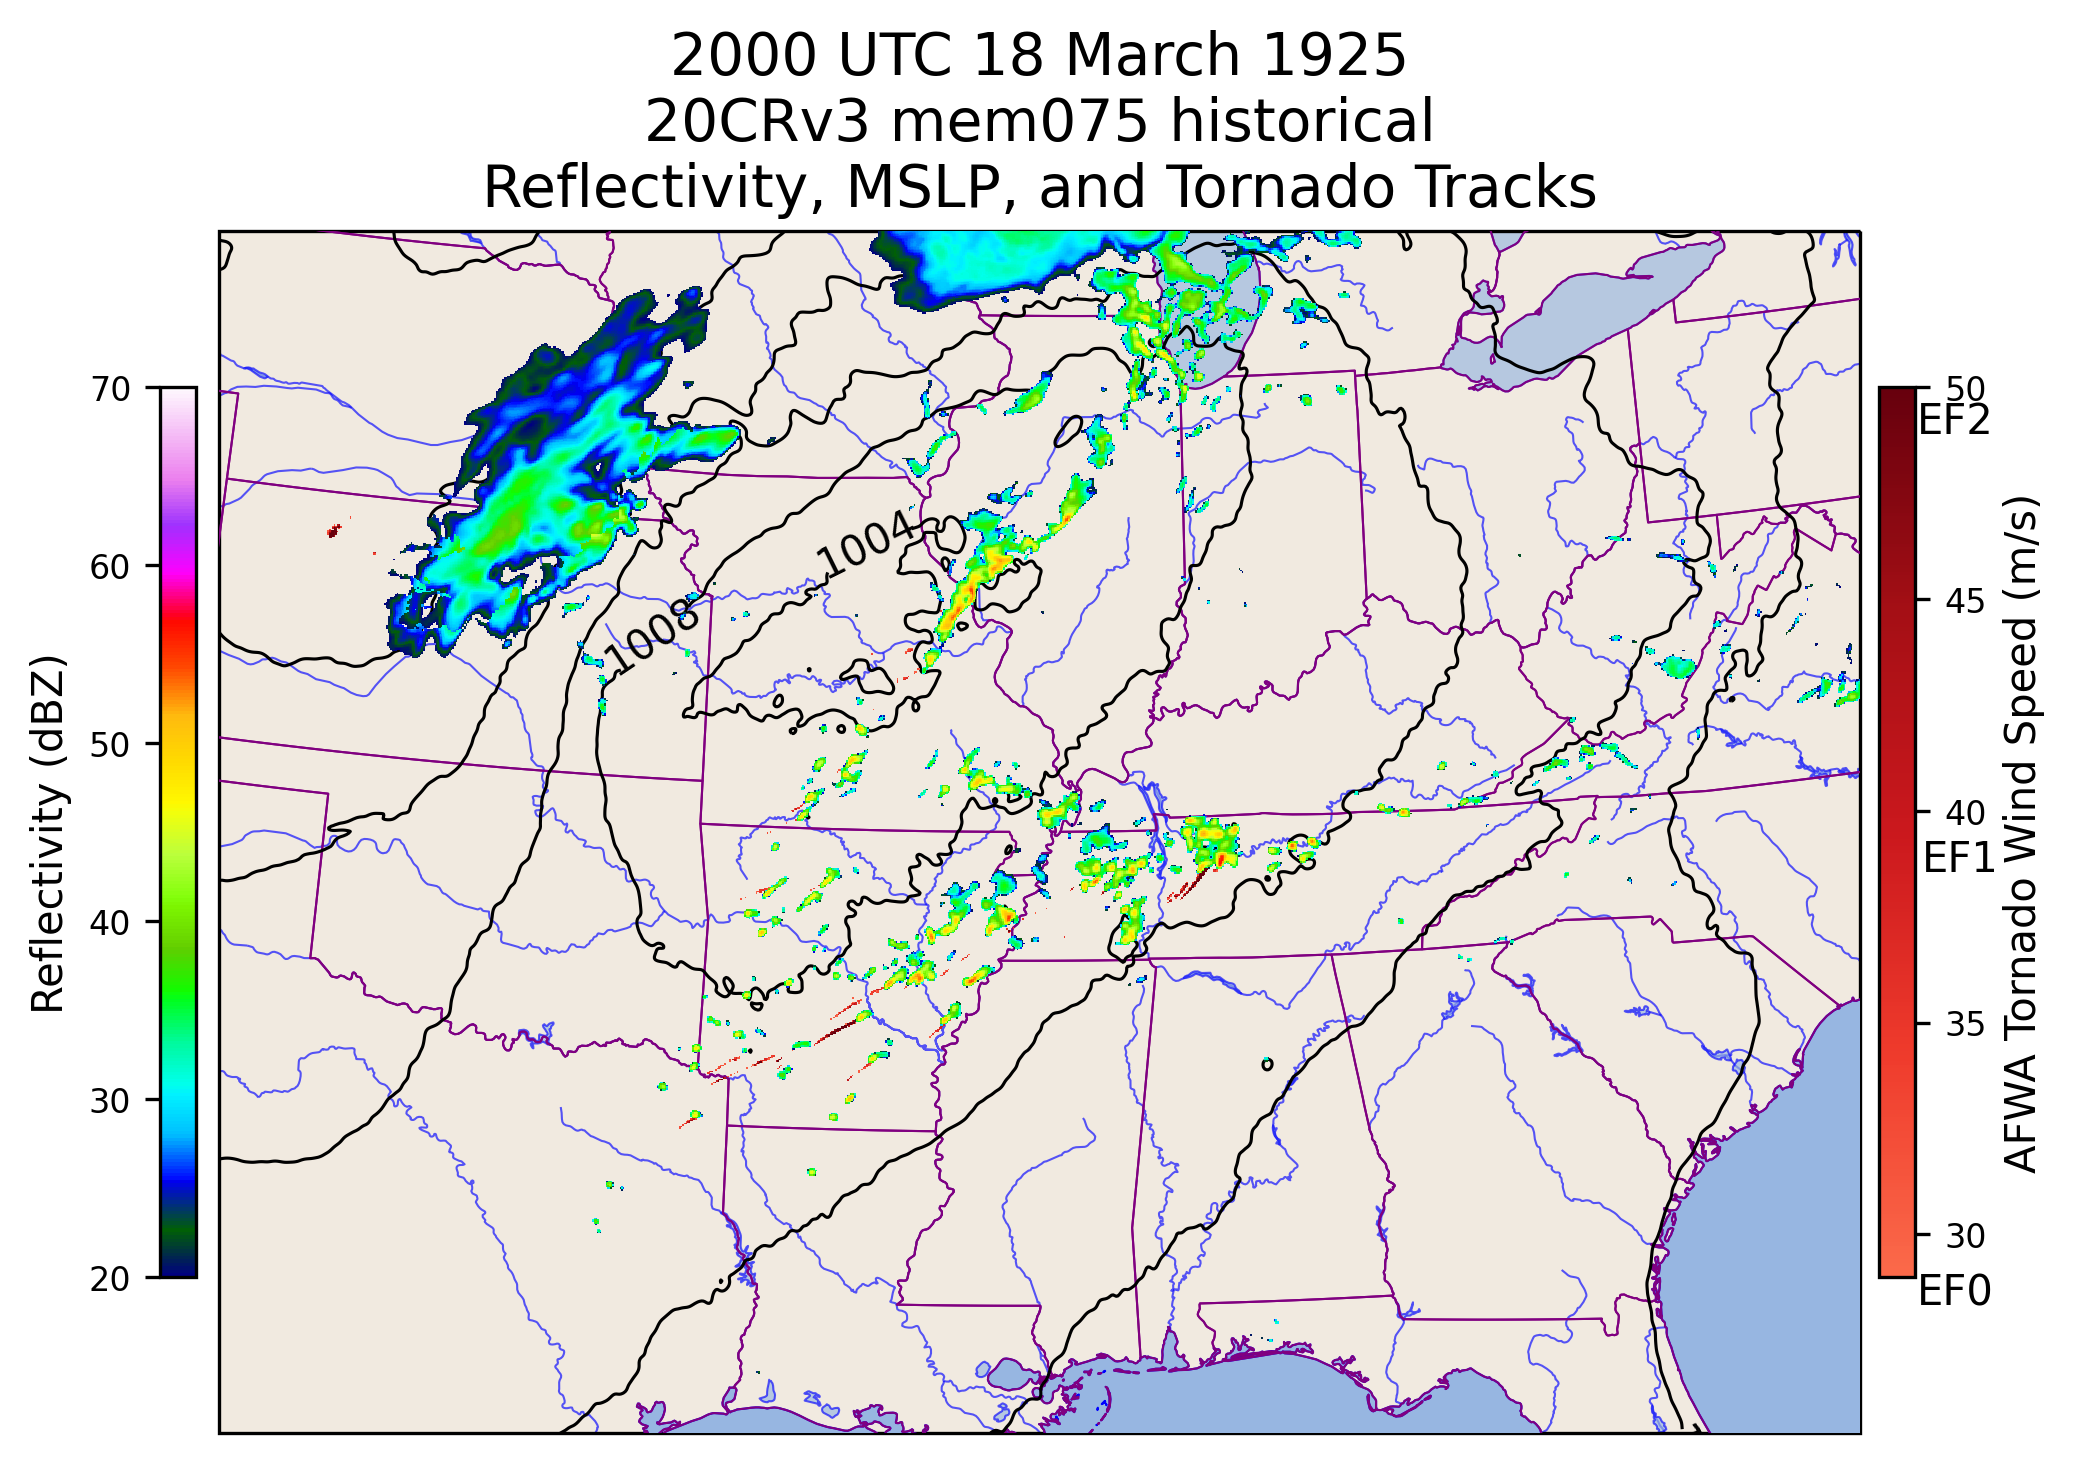 2000 UTC 18 March 1925
20CRv3 mem075 historical
Reflectivity, MSLP, and Tornado Tracks
70
60
50
40
30
20
Reflectivity (dBZ)
1004
1008
50
EF2
45
40
EF1
35
30
EF0
AFWA Tornado Wind Speed (m/s)